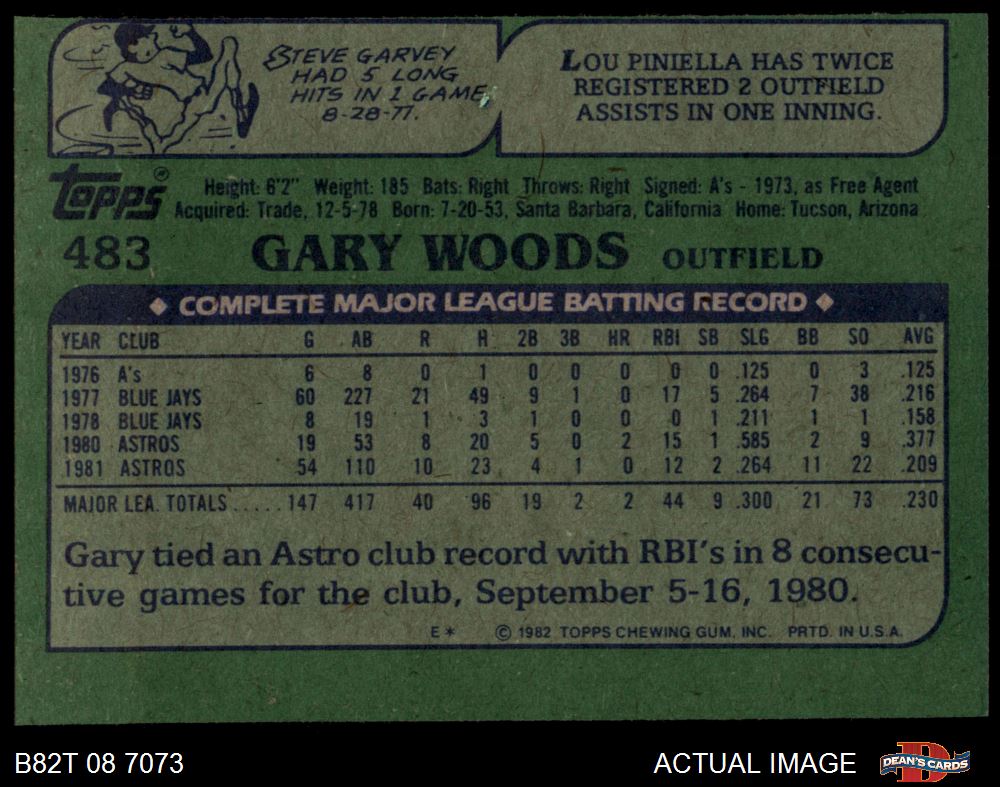 STEVE GARVEY
HAD 5 LONG
HITS IN 1 GAME,
8-28-77.
LOU PINIELLA HAS TWICE
REGISTERED 2 OUTFIELD
ASSISTS IN ONE INNING.
TOPPS ®
Height: 6'2" Weight: 185 Bats: Right Throws: Right Signed: A's - 1973, as Free Agent
Acquired: Trade, 12-5-78 Born: 7-20-53, Santa Barbara, California Home: Tucson, Arizona
483 GARY WOODS OUTFIELD
◆ COMPLETE MAJOR LEAGUE BATTING RECORD ◆
YEAR CLUB G AB R H 2B 3B HR RBI SB SLG BB SO AVG
1976 A's 6 8 0 1 0 0 0 0 0 .125 0 3 .125
1977 BLUE JAYS 60 227 21 49 9 1 0 17 5 .264 7 38 .216
1978 BLUE JAYS 8 19 1 3 1 0 0 0 1 .211 1 1 .158
1980 ASTROS 19 53 8 20 5 0 2 15 1 .585 2 9 .377
1981 ASTROS 54 110 10 23 4 1 0 12 2 .264 11 22 .209
MAJOR LEA. TOTALS.....147 417 40 96 19 2 2 44 9 .300 21 73 .230
Gary tied an Astro club record with RBI's in 8 consecu-
tive games for the club, September 5-16, 1980.
E* © 1982 TOPPS CHEWING GUM, INC. PRTD. IN U.S.A.
B82T 08 7073 ACTUAL IMAGE D DEAN'S CARDS